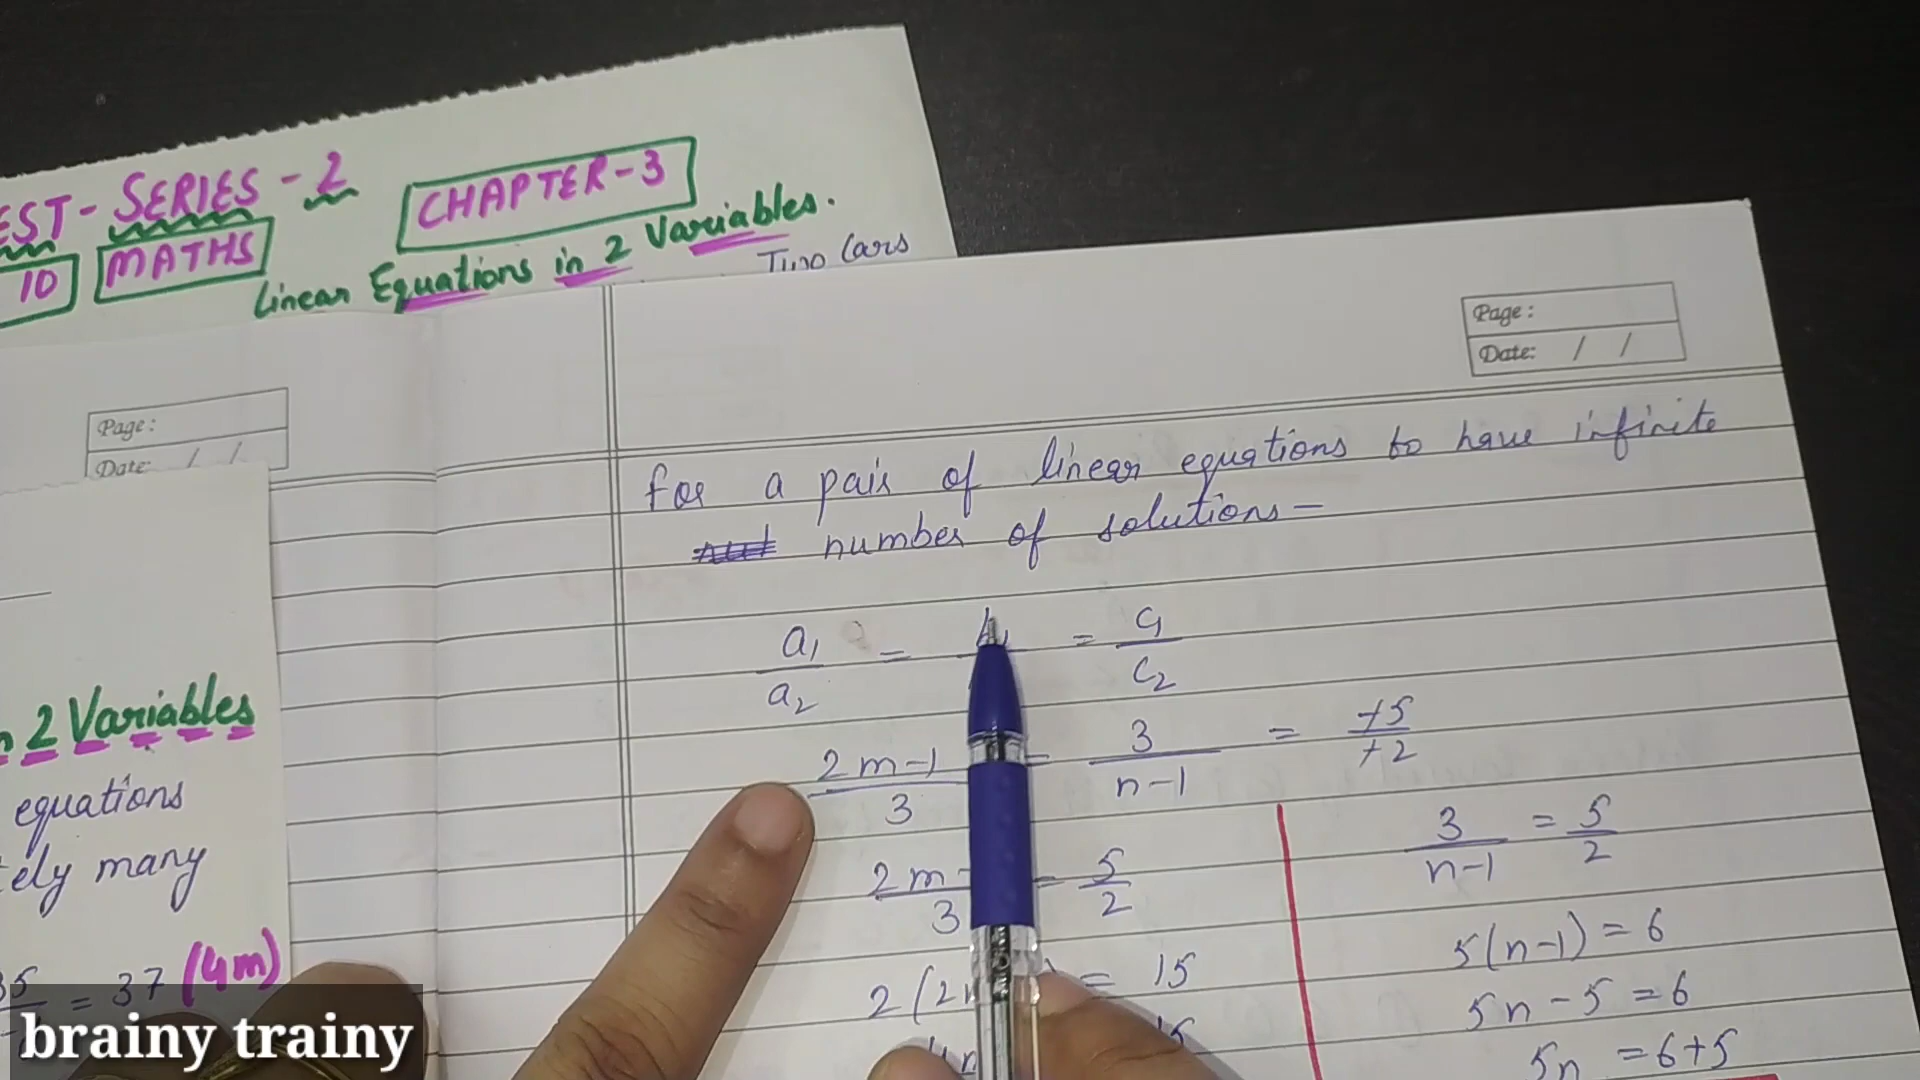 EST-SERIES-2
10 MATHS
CHAPTER-3
Linear Equations in 2 Variables.
Two Cars
Page:
Date: / /
Page:
Date: / /
for a pair of linear equations to have infinite
number of solutions-
a₁/a₂ = b₁ = c₁/c₂
2m-1/3 = 3/n-1 = +5/+2
2m-/3 = 5/2
2(2 = 15
3/n-1 = 5/2
5(n-1) = 6
5n-5 = 6
5n = 6+5
n 2 Variables
equations
tely many
= 37 (4m)
brainy trainy